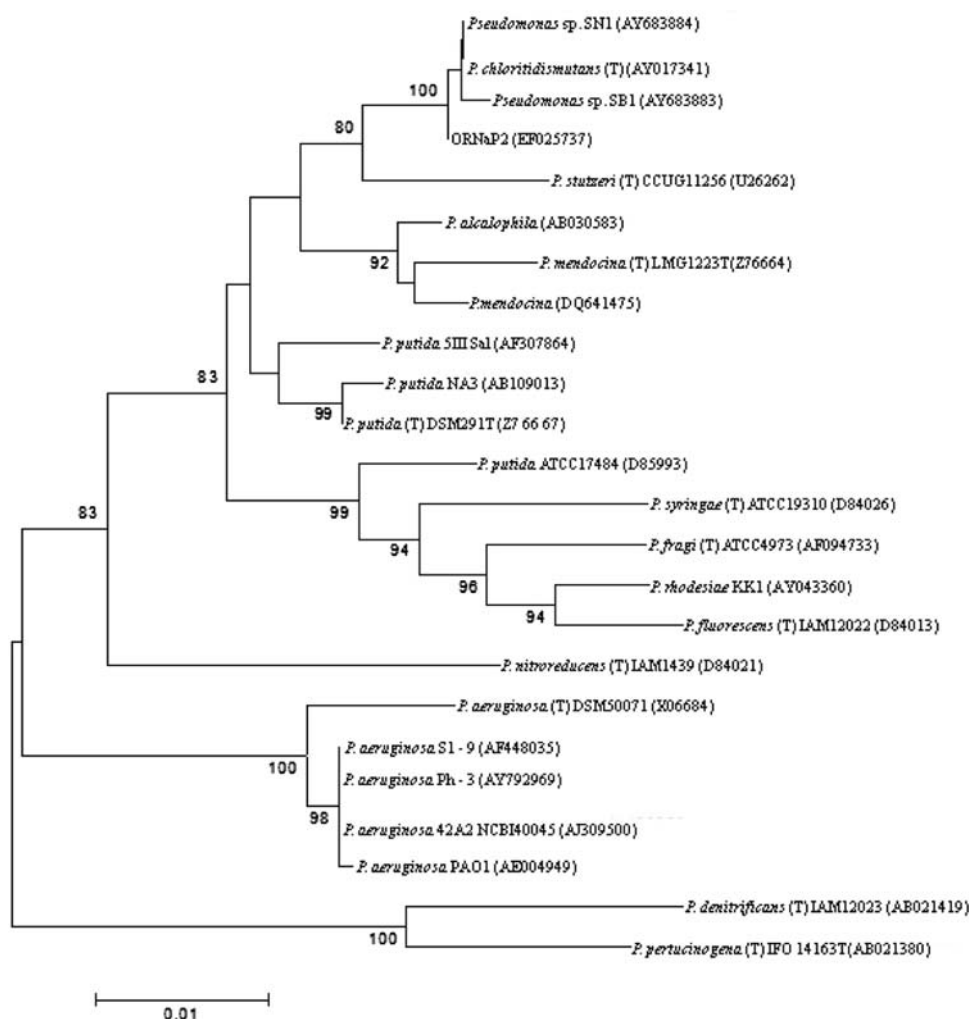 Pseudomonas sp. SN1 (AY683884)
P. chloritidismutans (T) (AY017341)
100
Pseudomonas sp. SB1 (AY683883)
80
ORNaP2 (EF025737)
P. stutzeri (T) CCUG11256 (U26262)
P. alcalophila (AB030583)
92
P. mendocina (T) LMG1223T(Z76664)
P.mendocina (DQ641475)
P. putida 5IIISal (AF307864)
83
P. putida NA3 (AB109013)
99
P. putida (T) DSM291T (Z7 66 67)
P. putida ATCC17484 (D85993)
83
99
P. syringae (T) ATCC19310 (D84026)
94
P. fragi (T) ATCC4973 (AF094733)
96
P. rhodesiae KK1 (AY043360)
94
P. fluorescens (T) IAM12022 (D84013)
P. nitroreducens (T) IAM1439 (D84021)
P. aeruginosa (T) DSM50071 (X06684)
P. aeruginosa S1 - 9 (AF448035)
100
P. aeruginosa Ph - 3 (AY792969)
98
P. aeruginosa 42A2 NCBI40045 (AJ309500)
P. aeruginosa PAO1 (AE004949)
P. denitrificans (T) IAM12023 (AB021419)
100
P. pertucinogena (T) IFO 14163T(AB021380)
0.01